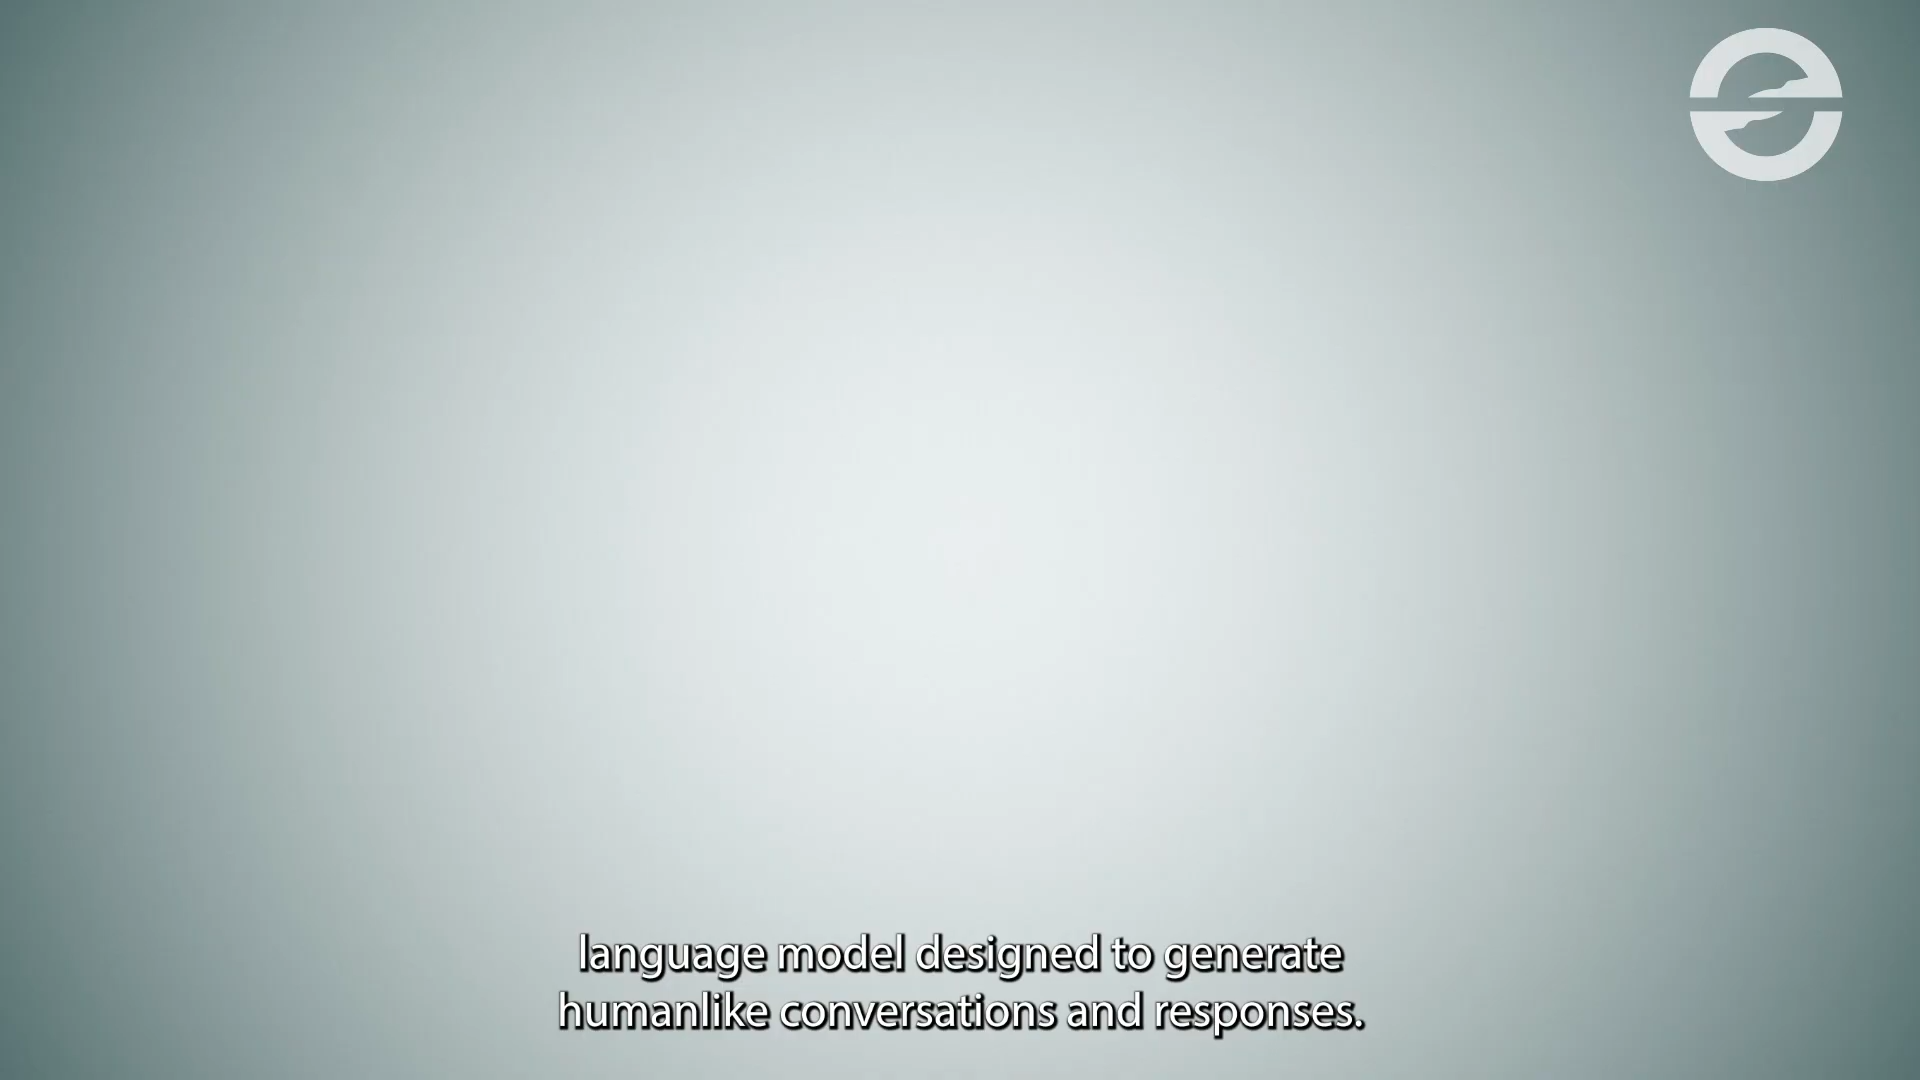 language model designed to generate
humanlike conversations and responses.